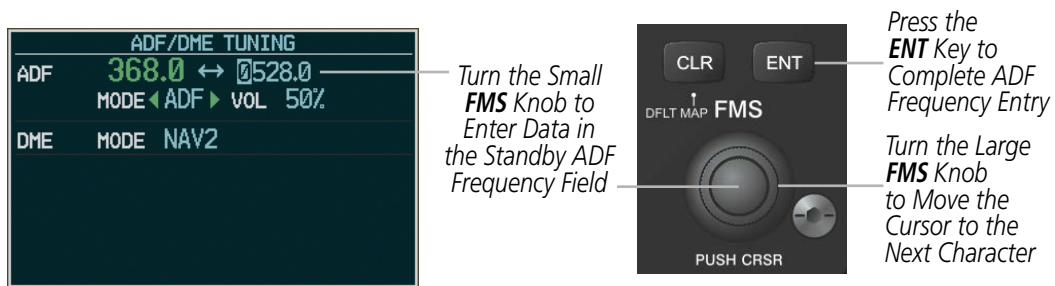 ADF/DME TUNING
ADF 368.0 ↔ 0528.0
MODE ◀ ADF ▶ VOL 50%
DME MODE NAV2
Turn the Small
FMS Knob to
Enter Data in
the Standby ADF
Frequency Field
CLR ENT
DFLT MAP FMS
PUSH CRSR
Press the
ENT Key to
Complete ADF
Frequency Entry
Turn the Large
FMS Knob
to Move the
Cursor to the
Next Character